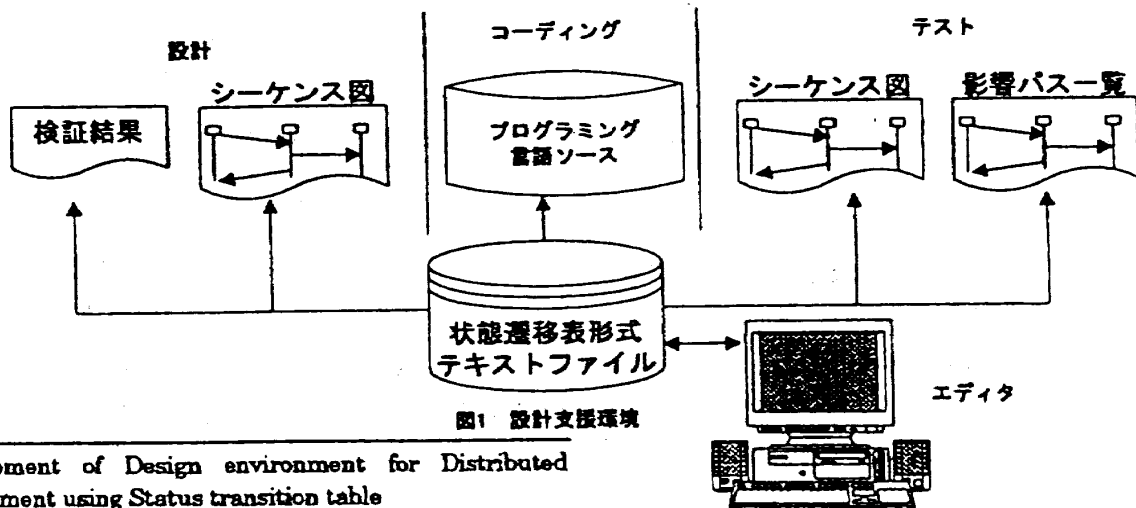 設計
コーディング
テスト
検証結果
シーケンス図
プログラミング
言語ソース
シーケンス図
影響パス一覧
状態遷移表形式
テキストファイル
エディタ
図1 設計支援環境
ment of Design environment for Distributed
ment using Status transition table